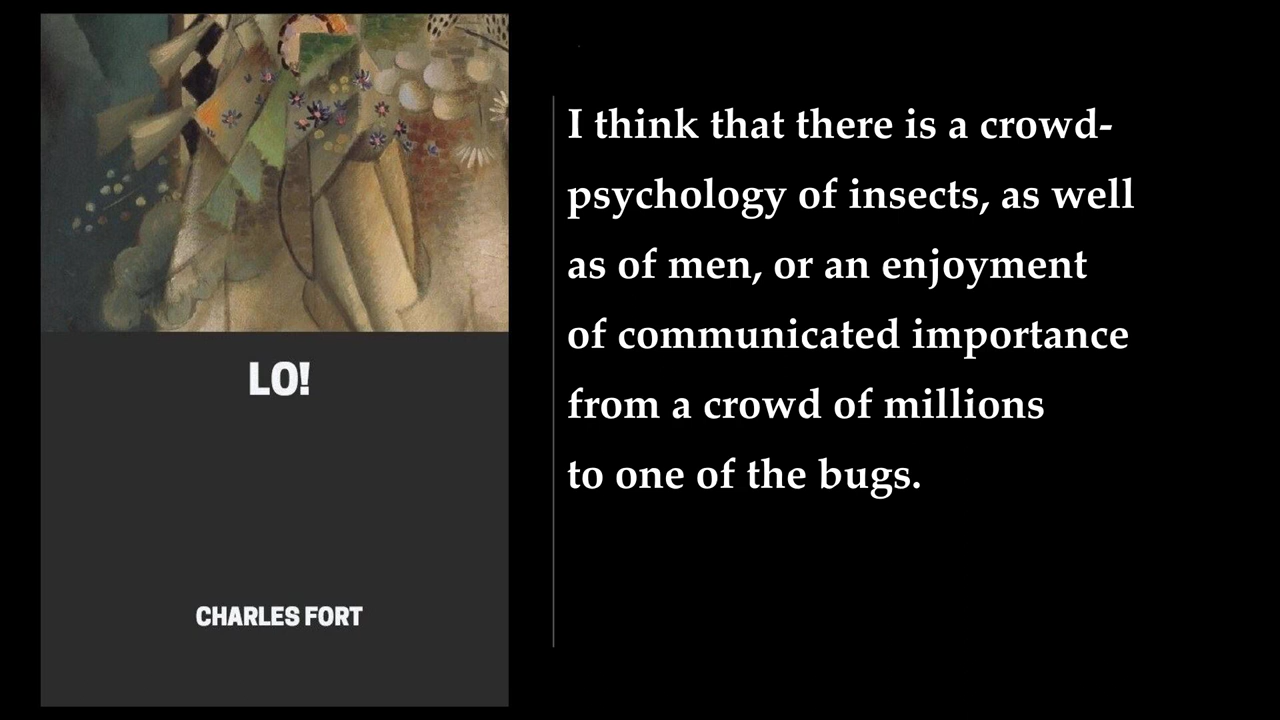 LO!
CHARLES FORT
I think that there is a crowd-
psychology of insects, as well
as of men, or an enjoyment
of communicated importance
from a crowd of millions
to one of the bugs.